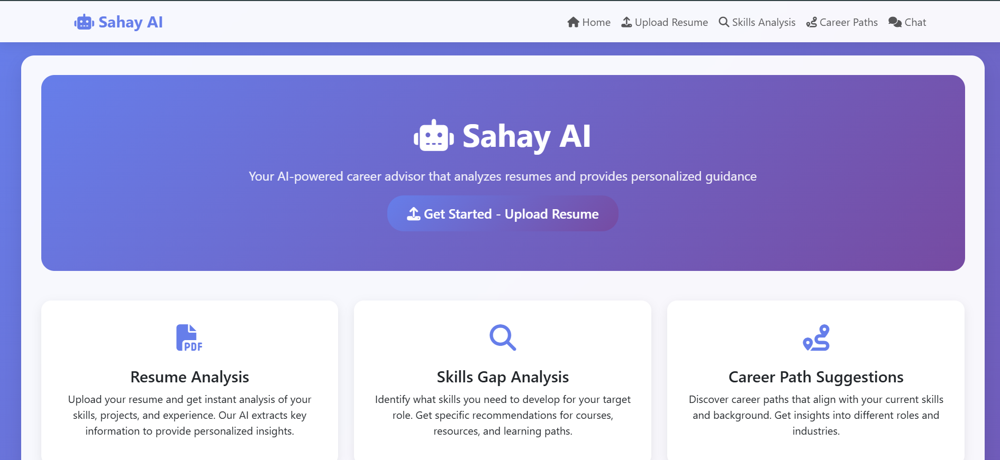 Sahay AI
Home
Upload Resume
Skills Analysis
Career Paths
Chat
Sahay AI
Your AI-powered career advisor that analyzes resumes and provides personalized guidance
Get Started - Upload Resume
PDF
Resume Analysis
Upload your resume and get instant analysis of your
skills, projects, and experience. Our AI extracts key
information to provide personalized insights.
Skills Gap Analysis
Identify what skills you need to develop for your target
role. Get specific recommendations for courses,
resources, and learning paths.
Career Path Suggestions
Discover career paths that align with your current skills
and background. Get insights into different roles and
industries.